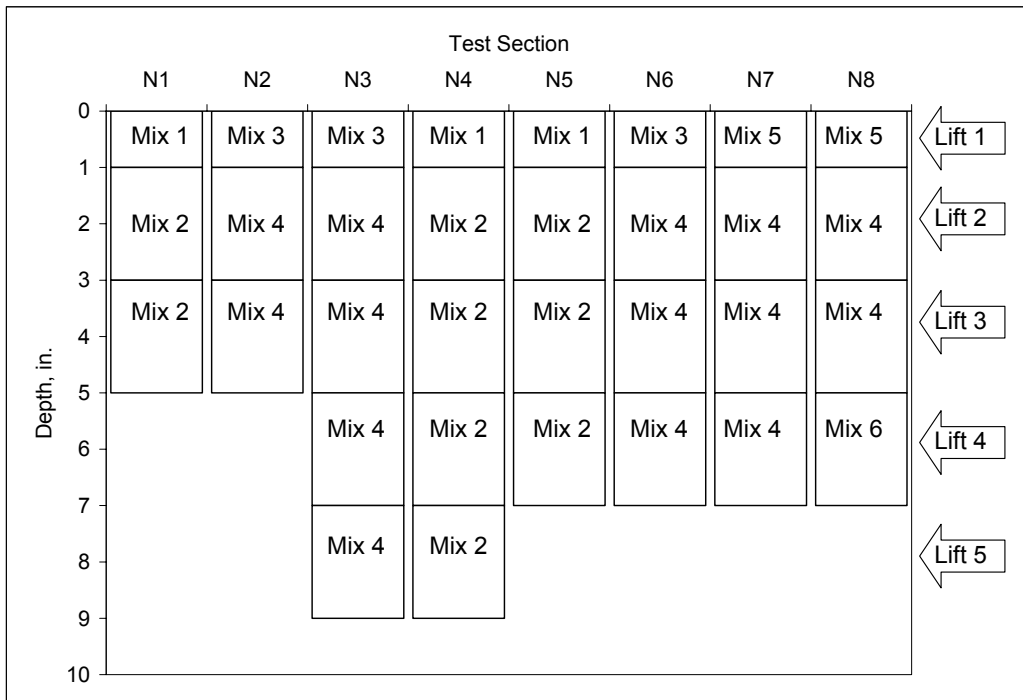 Test Section
N1 N2 N3 N4 N5 N6 N7 N8
0
Mix 1 Mix 3 Mix 3 Mix 1 Mix 1 Mix 3 Mix 5 Mix 5 Lift 1
1
2 Mix 2 Mix 4 Mix 4 Mix 2 Mix 2 Mix 4 Mix 4 Mix 4 Lift 2
3
Mix 2 Mix 4 Mix 4 Mix 2 Mix 2 Mix 4 Mix 4 Mix 4 Lift 3
4
5
Mix 4 Mix 2 Mix 2 Mix 4 Mix 4 Mix 6 Lift 4
6
7
Mix 4 Mix 2 Lift 5
8
9
10
Depth, in.